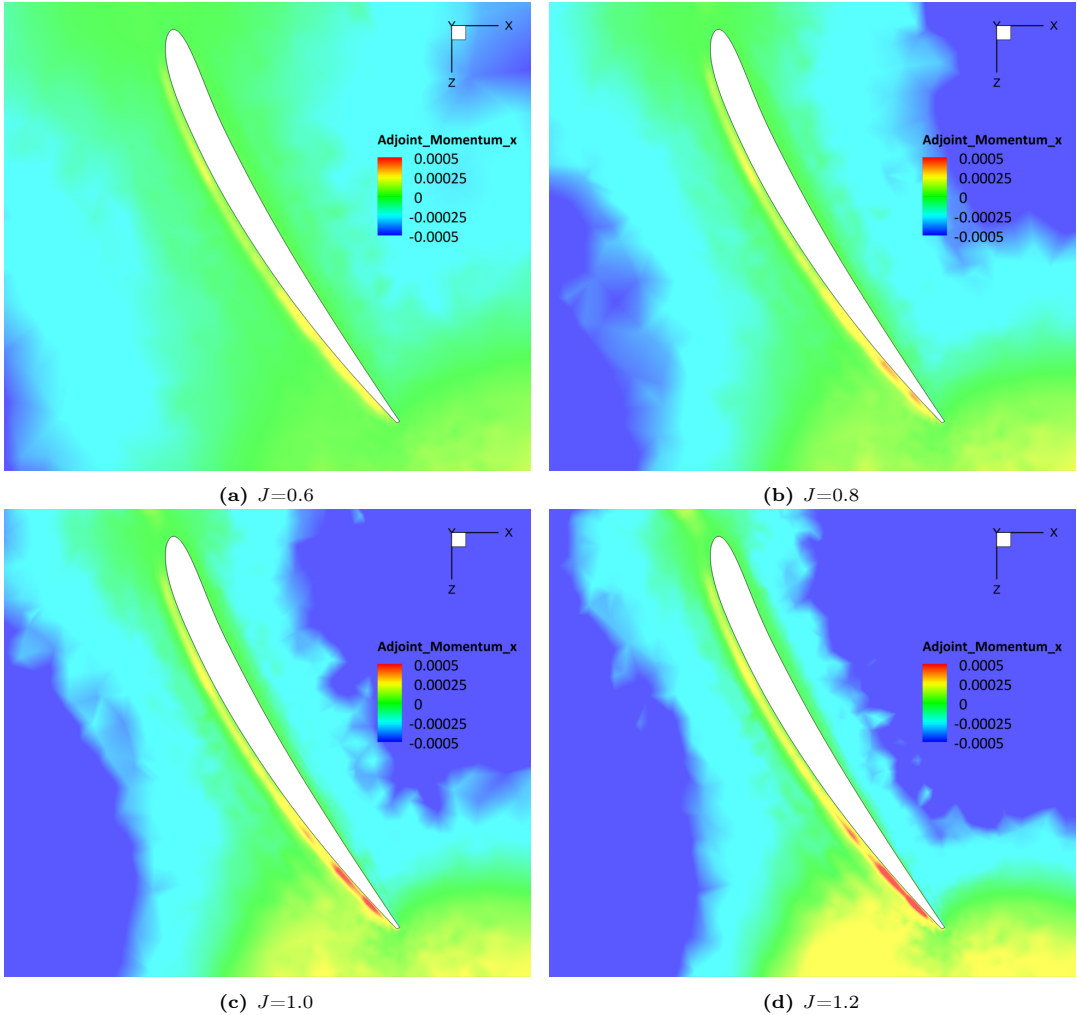 Y X
Z
Adjoint_Momentum_x
0.0005
0.00025
0
-0.00025
-0.0005
(a) J=0.6
Y X
Z
Adjoint_Momentum_x
0.0005
0.00025
0
-0.00025
-0.0005
(b) J=0.8
Y X
Z
Adjoint_Momentum_x
0.0005
0.00025
0
-0.00025
-0.0005
(c) J=1.0
Y X
Z
Adjoint_Momentum_x
0.0005
0.00025
0
-0.00025
-0.0005
(d) J=1.2